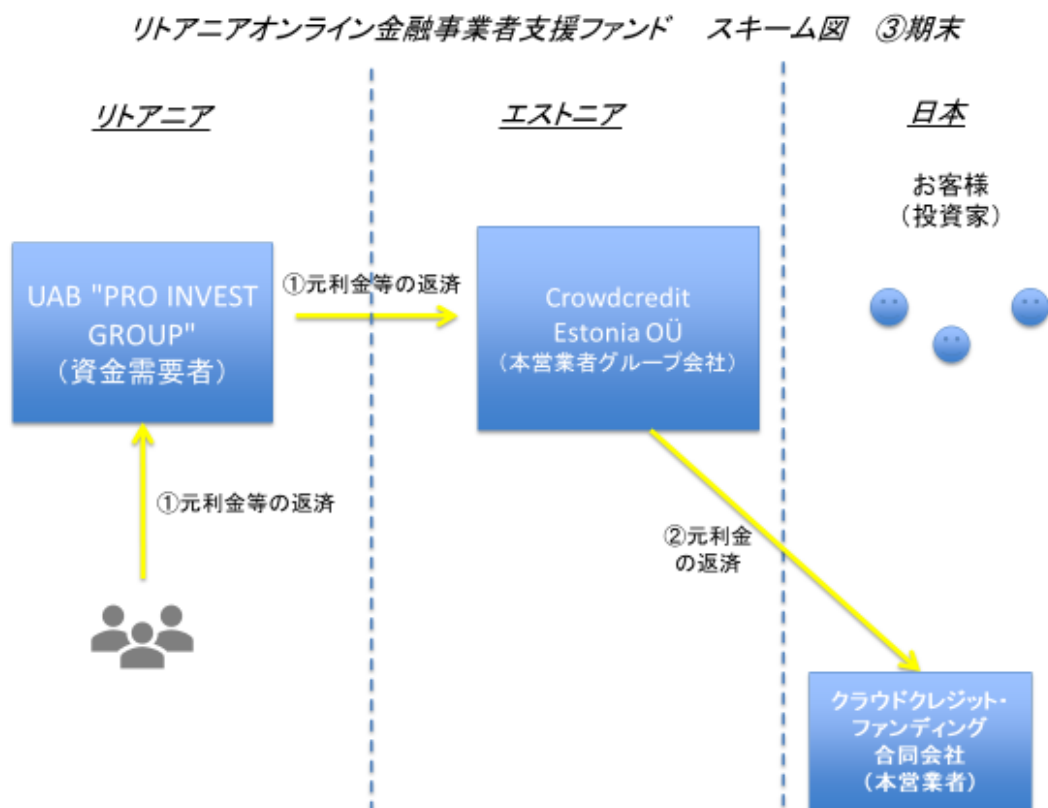 リトアニアオンライン金融事業者支援ファンド　スキーム図　③期末
リトアニア
エストニア
日本
お客様
（投資家）
UAB "PRO INVEST
GROUP"
（資金需要者）
①元利金等の返済
Crowdcredit
Estonia OÜ
（本営業者グループ会社）
①元利金等の返済
②元利金
の返済
クラウドクレジット・
ファンディング
合同会社
（本営業者）